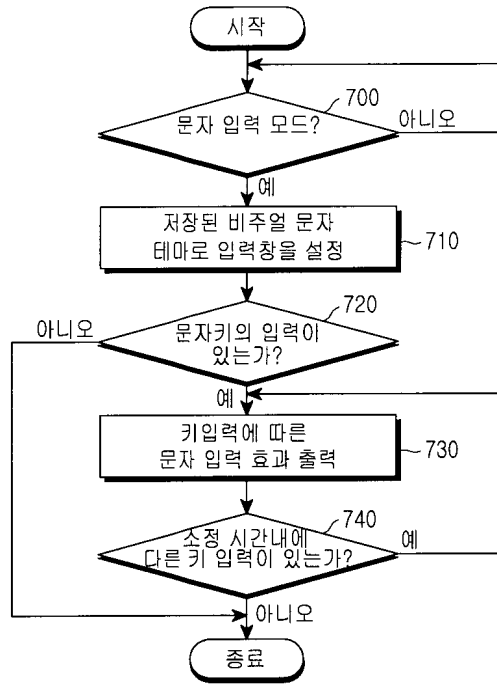 시작
700
문자 입력 모드?
아니오
예
저장된 비주얼 문자
테마로 입력창을 설정
710
720
아니오
문자키의 입력이
있는가?
예
키입력에 따른
문자 입력 효과 출력
730
740
소정 시간내에
다른 키 입력이 있는가?
예
아니오
종료